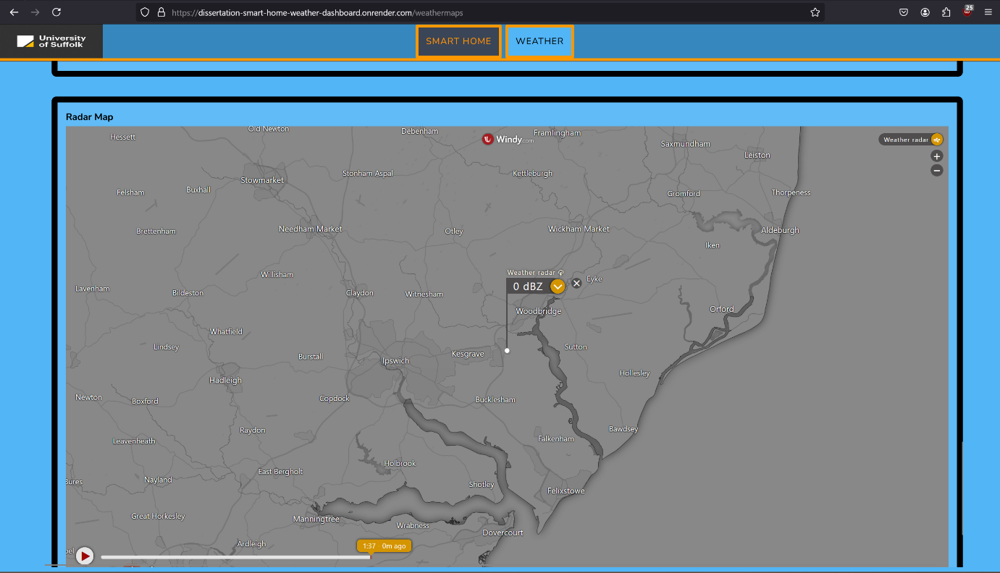 https://dissertation-smart-home-weather-dashboard.onrender.com/weathermaps
25
University
of Suffolk
SMART HOME
WEATHER
Radar Map
Hessett
Old Newton
Debenham
Windy.com
Framlingham
Weather radar
Saxmundham
Leiston
Stowmarket
Stonham Aspal
Kettleburgh
Felsham
Buxhall
Gromford
Thorpeness
Brettenham
Needham Market
Otley
Wickham Market
Aldeburgh
Iken
Willisham
Weather radar
Eyke
0 dBZ
Lavenham
Bildeston
Claydon
Witnesham
Woodbridge
Orford
Whatfield
Lindsey
Burstall
Ipswich
Kesgrave
Sutton
Hadleigh
Hollesley
Newton
Boxford
Copdock
Bucklesham
Raydon
Bawdsey
Leavenheath
Falkenham
Holbrook
East Bergholt
Bures
Nayland
Shotley
Felixstowe
Great Horkesley
Manningtree
Wrabness
Dovercourt
Ardleigh
1:37 0m ago